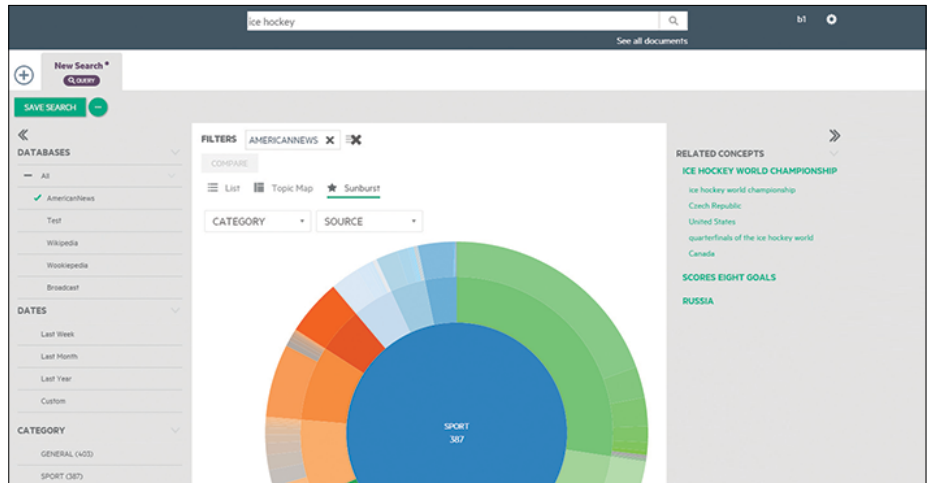 ice hockey
b1
See all documents
New Search *
QUERY
SAVE SEARCH
DATABASES
All
AmericanNews
Test
Wikipedia
Wookiepedia
Broadcast
DATES
Last Week
Last Month
Last Year
Custom
CATEGORY
GENERAL (403)
SPORT (387)
FILTERS AMERICANNEWS
COMPARE
List Topic Map Sunburst
CATEGORY SOURCE
SPORT
387
RELATED CONCEPTS
ICE HOCKEY WORLD CHAMPIONSHIP
ice hockey world championship
Czech Republic
United States
quarterfinals of the ice hockey world
Canada
SCORES EIGHT GOALS
RUSSIA